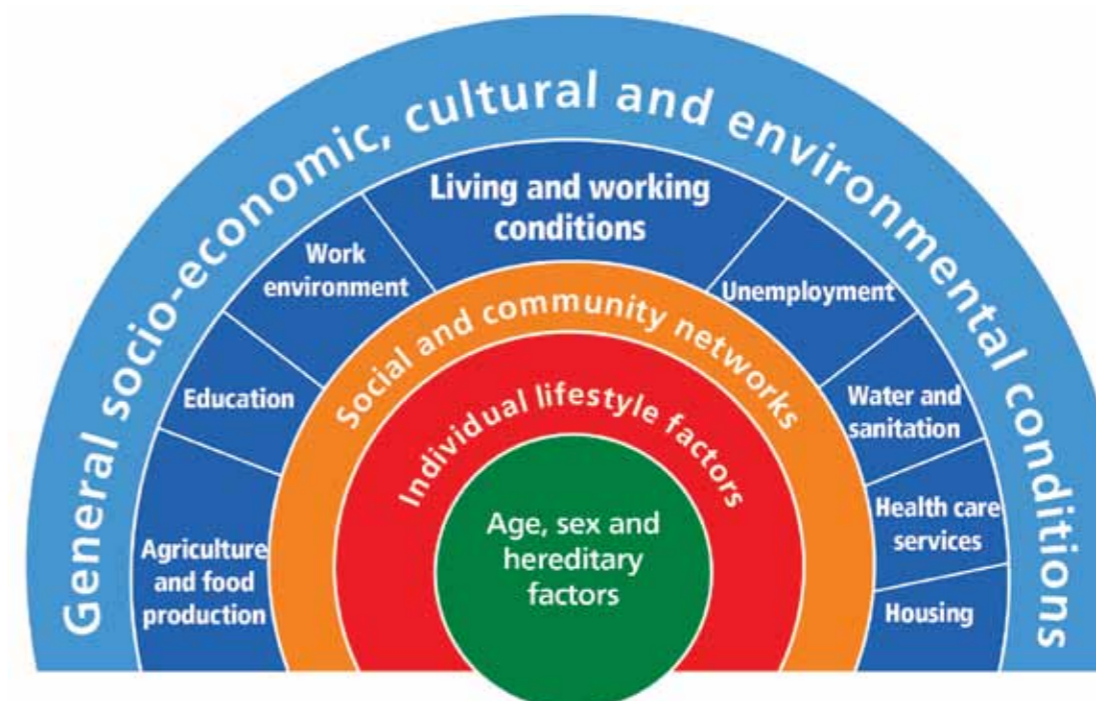 General socio-economic, cultural and environmental conditions
Living and working
conditions
Work
environment
Unemployment
Education
Water and
sanitation
Agriculture
and food
production
Health care
services
Housing
Social and community networks
Individual lifestyle factors
Age, sex and
hereditary
factors